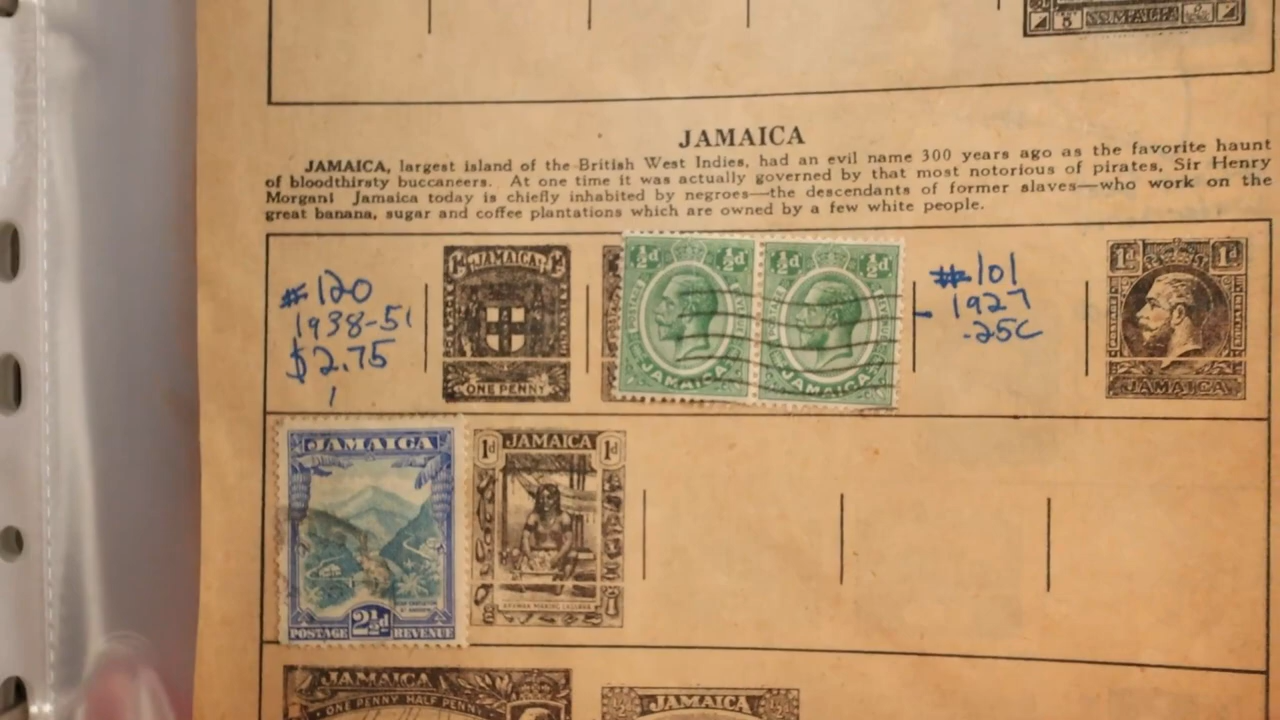 SOMALIA
JAMAICA
JAMAICA, largest island of the British West Indies, had an evil name 300 years ago as the favorite haunt
of bloodthirsty buccaneers. At one time it was actually governed by that most notorious of pirates, Sir Henry
Morgan! Jamaica today is chiefly inhabited by negroes—the descendants of former slaves—who work on the
great banana, sugar and coffee plantations which are owned by a few white people.
#120
1938-51
$2.75
1
JAMAICA
ONE PENNY
½d ½d
POSTAGE
JAMAICA
½d ½d
JAMAICA
#101
1927
.25C
1d 1d
JAMAICA
JAMAICA
2½d
POSTAGE REVENUE
1d JAMAICA 1d
JAMAICA
ONE PENNY HALF PENNY
JAMAICA